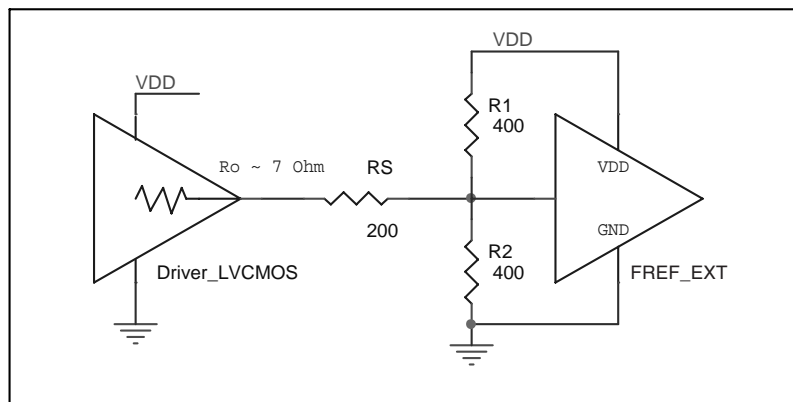 VDD
VDD
R1
400
Ro ~ 7 Ohm
RS
VDD
200
GND
R2
400
Driver_LVCMOS
FREF_EXT